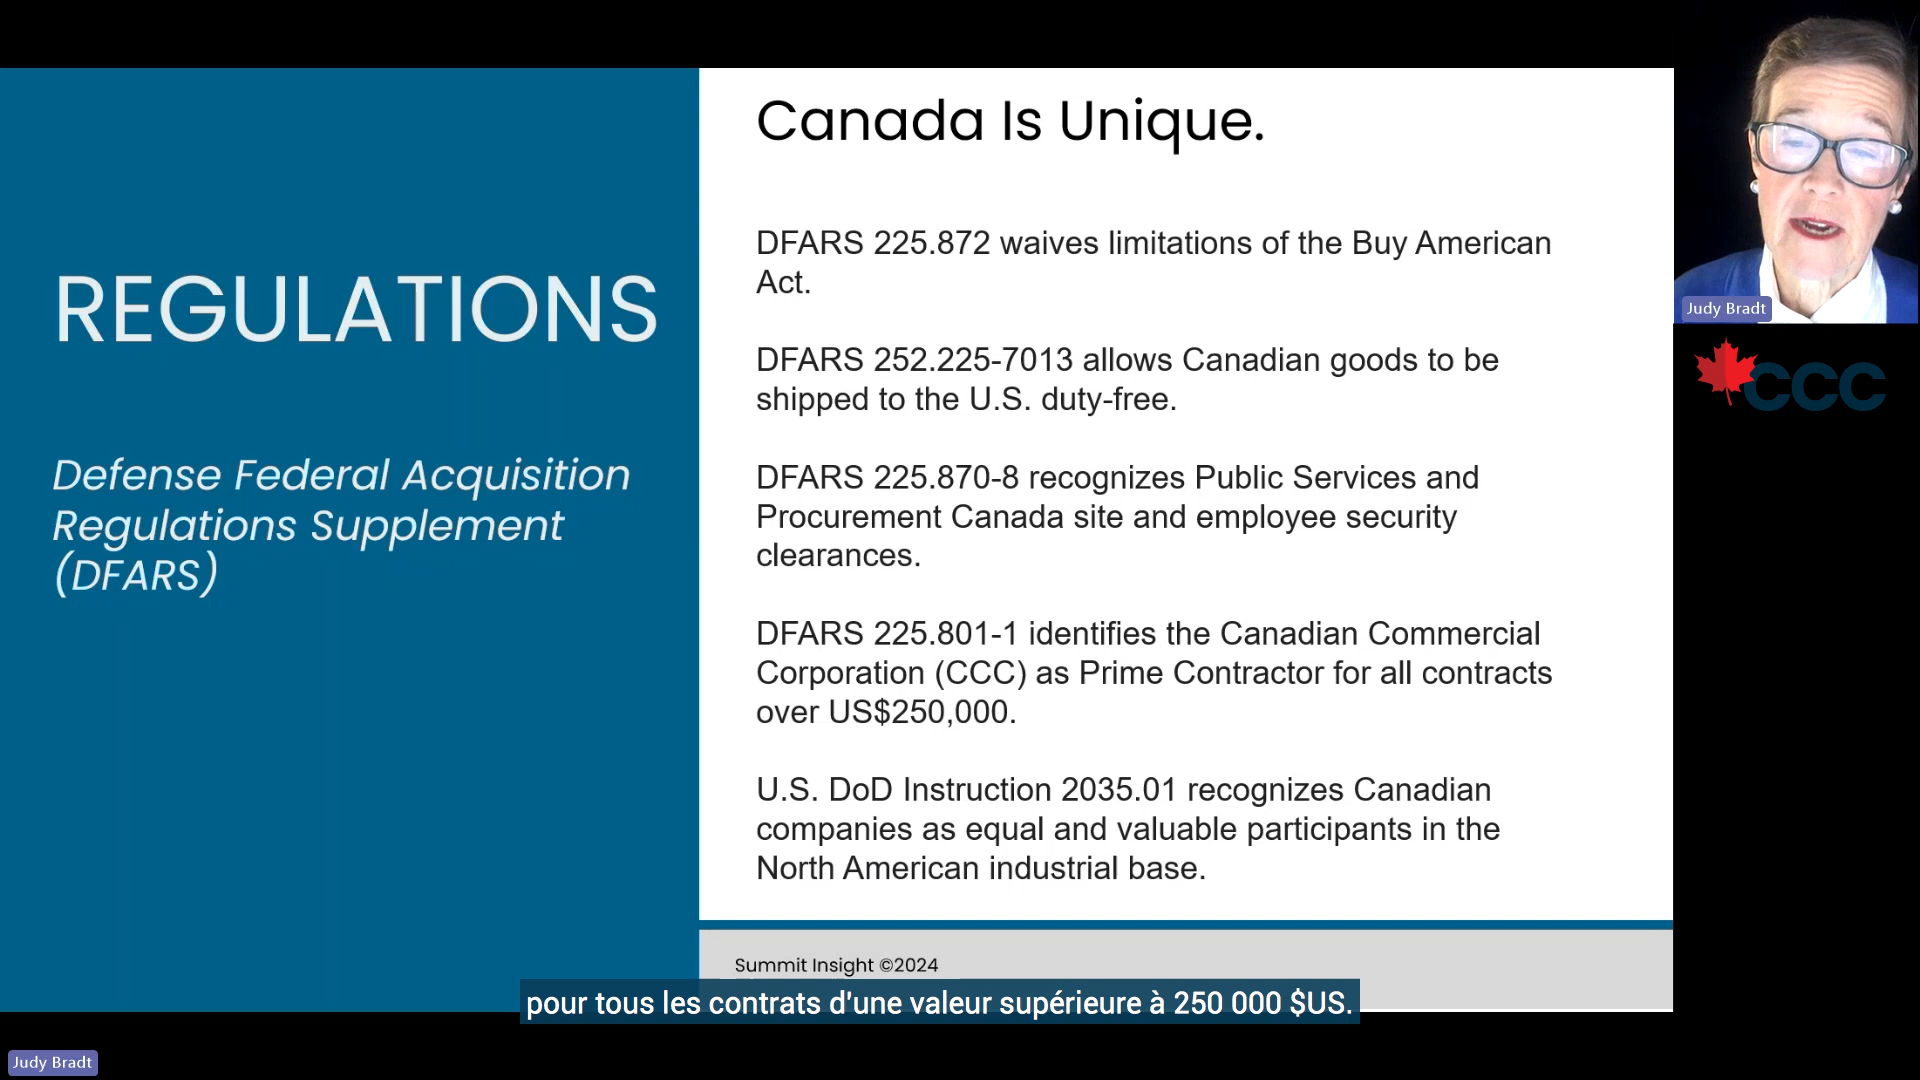 REGULATIONS
Defense Federal Acquisition
Regulations Supplement
(DFARS)
Canada Is Unique.
DFARS 225.872 waives limitations of the Buy American
Act.
DFARS 252.225-7013 allows Canadian goods to be
shipped to the U.S. duty-free.
DFARS 225.870-8 recognizes Public Services and
Procurement Canada site and employee security
clearances.
DFARS 225.801-1 identifies the Canadian Commercial
Corporation (CCC) as Prime Contractor for all contracts
over US$250,000.
U.S. DoD Instruction 2035.01 recognizes Canadian
companies as equal and valuable participants in the
North American industrial base.
Summit Insight ©2024
pour tous les contrats d'une valeur supérieure à 250 000 $US.
Judy Bradt
CCC
Judy Bradt